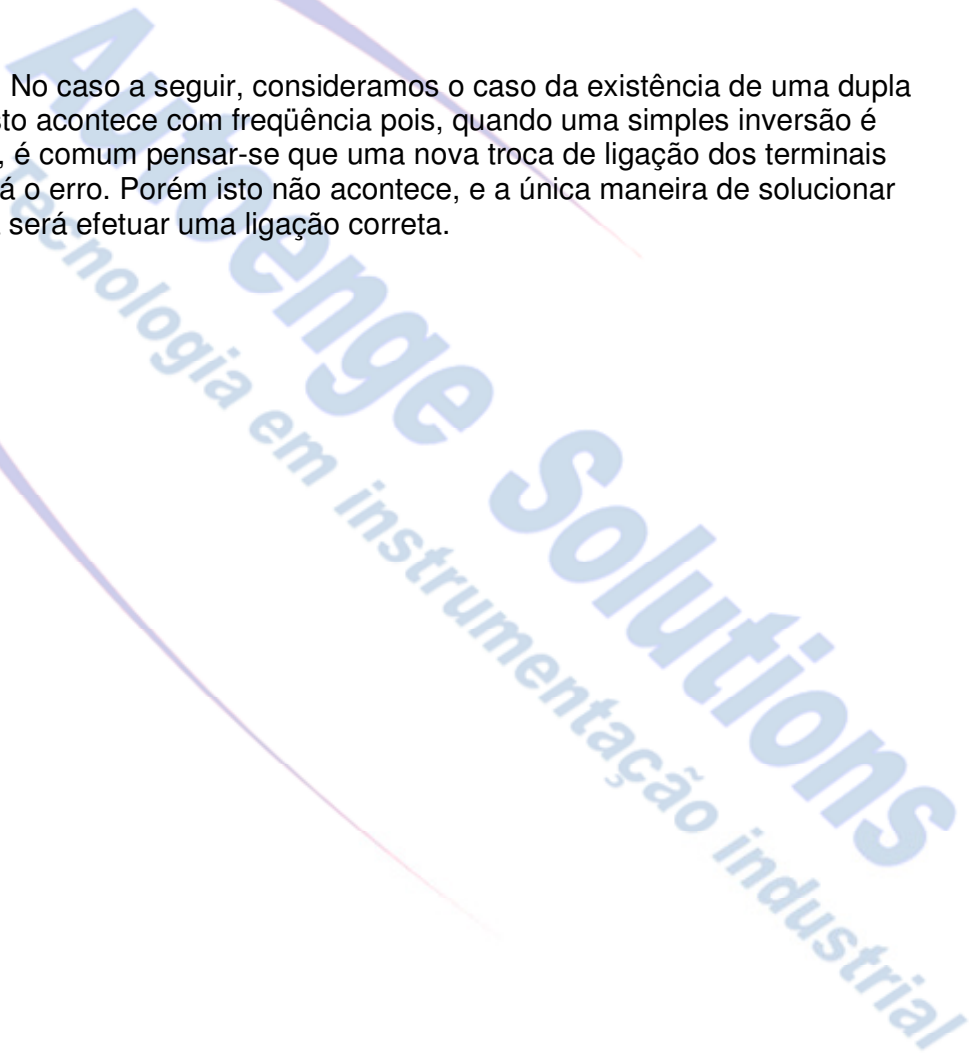 No caso a seguir, consideramos o caso da existência de uma dupla
sto acontece com freqüência pois, quando uma simples inversão é
, é comum pensar-se que uma nova troca de ligação dos terminais
á o erro. Porém isto não acontece, e a única maneira de solucionar
será efetuar uma ligação correta.
Autoenge Solutions
Tecnologia em instrumentação industrial